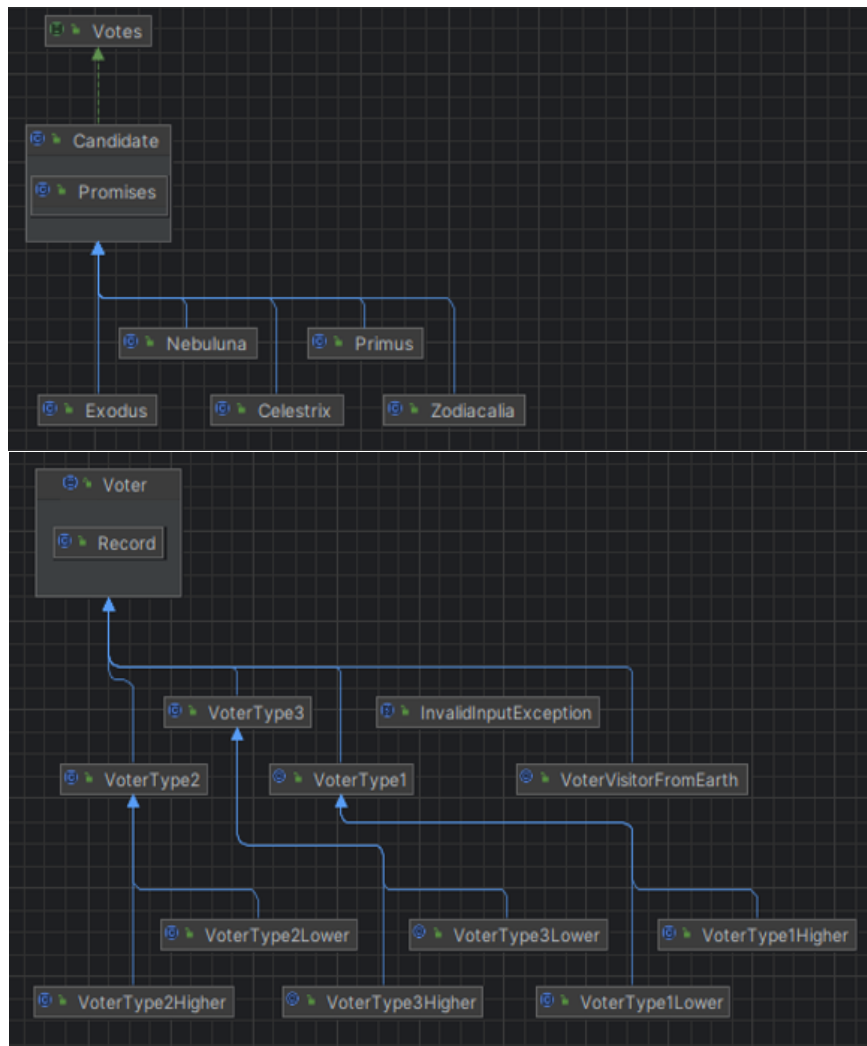 Votes
Candidate
Promises
Nebuluna
Primus
Exodus
Celestrix
Zodiacalia
Voter
Record
VoterType3
InvalidInputException
VoterType2
VoterType1
VoterVisitorFromEarth
VoterType2Lower
VoterType3Lower
VoterType1Higher
VoterType2Higher
VoterType3Higher
VoterType1Lower